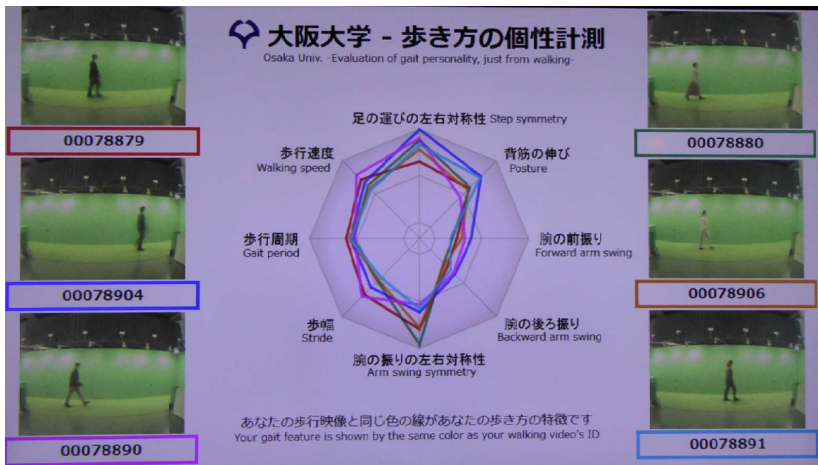 大阪大学 - 歩き方の個性計測
Osaka Univ. -Evaluation of gait personality, just from walking-
00078879
00078880
00078904
00078906
00078890
00078891
足の運びの左右対称性 Step symmetry
背筋の伸び
Posture
腕の前振り
Forward arm swing
腕の後ろ振り
Backward arm swing
腕の振りの左右対称性
Arm swing symmetry
歩幅
Stride
歩行周期
Gait period
歩行速度
Walking speed
あなたの歩行映像と同じ色の線があなたの歩き方の特徴です
Your gait feature is shown by the same color as your walking video's ID